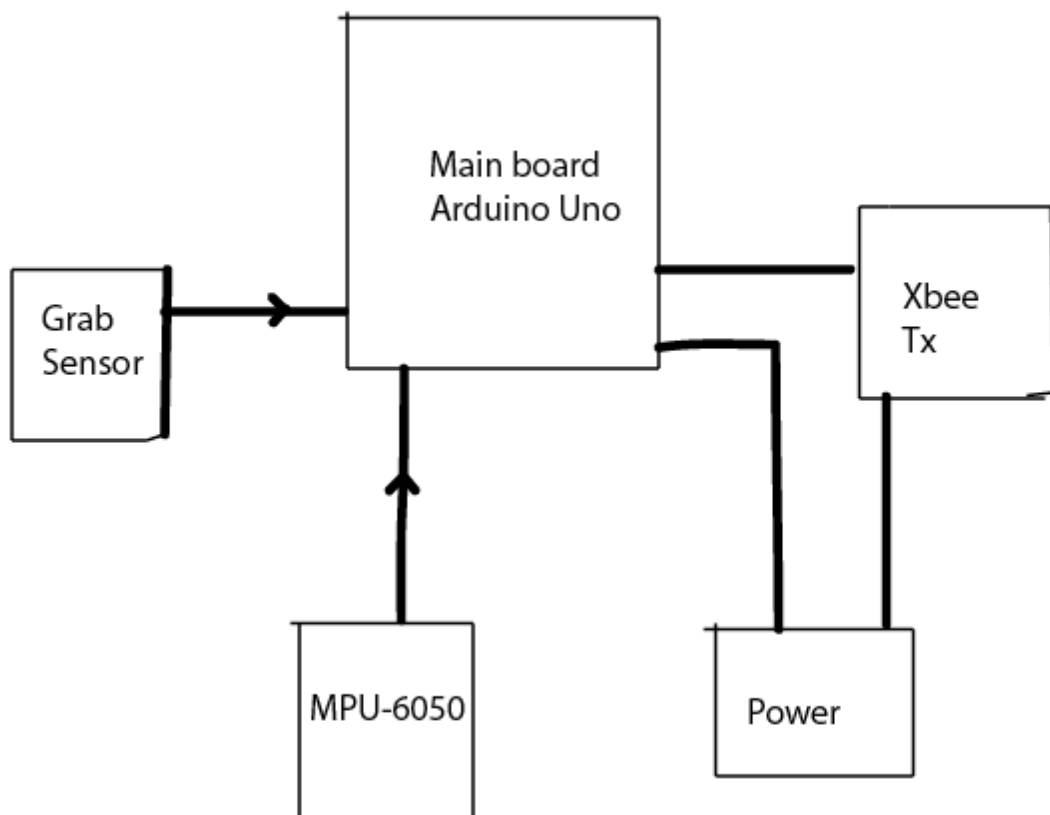 Main board
Arduino Uno
Grab
Sensor
Xbee
Tx
MPU-6050
Power